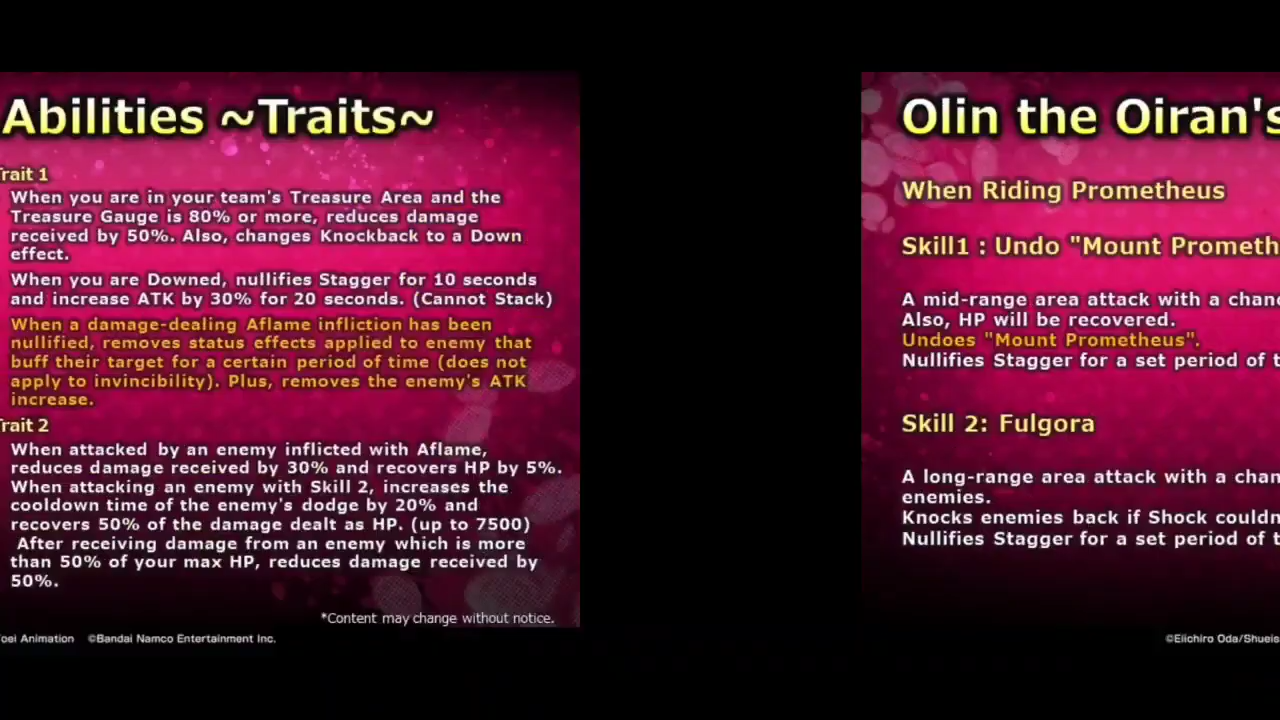 Abilities ~Traits~
Trait 1
When you are in your team's Treasure Area and the
Treasure Gauge is 80% or more, reduces damage
received by 50%. Also, changes Knockback to a Down
effect.
When you are Downed, nullifies Stagger for 10 seconds
and increase ATK by 30% for 20 seconds. (Cannot Stack)
When a damage-dealing Aflame infliction has been
nullified, removes status effects applied to enemy that
buff their target for a certain period of time (does not
apply to invincibility). Plus, removes the enemy's ATK
increase.
Trait 2
When attacked by an enemy inflicted with Aflame,
reduces damage received by 30% and recovers HP by 5%.
When attacking an enemy with Skill 2, increases the
cooldown time of the enemy's dodge by 20% and
recovers 50% of the damage dealt as HP. (up to 7500)
After receiving damage from an enemy which is more
than 50% of your max HP, reduces damage received by
50%.
*Content may change without notice.
oei Animation ©Bandai Namco Entertainment Inc.
Olin the Oiran's
When Riding Prometheus
Skill1 : Undo "Mount Prometh
A mid-range area attack with a chanc
Also, HP will be recovered.
Undoes "Mount Prometheus".
Nullifies Stagger for a set period of t
Skill 2: Fulgora
A long-range area attack with a chan
enemies.
Knocks enemies back if Shock couldn
Nullifies Stagger for a set period of t
©Eiichiro Oda/Shueis